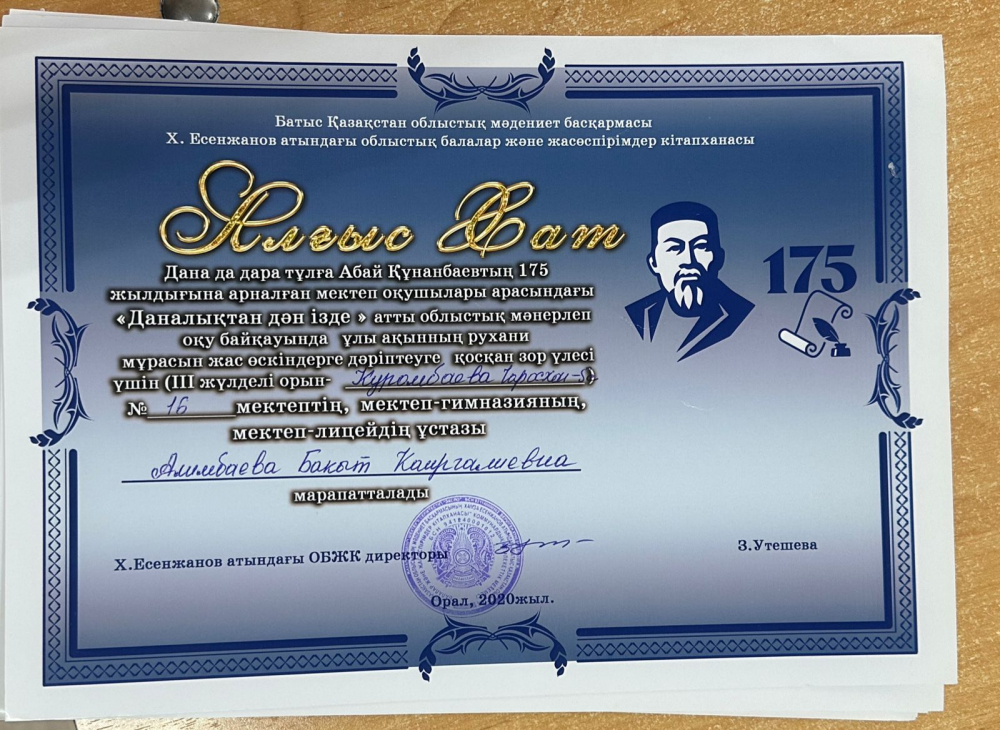 Батыс Қазақстан облыстық мәдениет басқармасы
Х. Есенжанов атындағы облыстық балалар және жасөспірімдер кітапханасы
Алғыс Хат
Дана да дара тұлға Абай Құнанбаевтың 175
жылдығына арналған мектеп оқушылары арасындағы
«Даналықтан дән ізде » атты облыстық мәнерлеп
оқу байқауында ұлы ақынның рухани
мұрасын жас өскіндерге дәріптеуге қосқан зор үлесі
үшін (III жүлделі орын-
№ 16 мектептің, мектеп-гимназияның,
мектеп-лицейдің ұстазы
Алимбаева Бакыт Каиргалиевна
марапатталады
Х.Есенжанов атындағы ОБЖК директоры З.Утешева
Орал, 2020жыл.
175